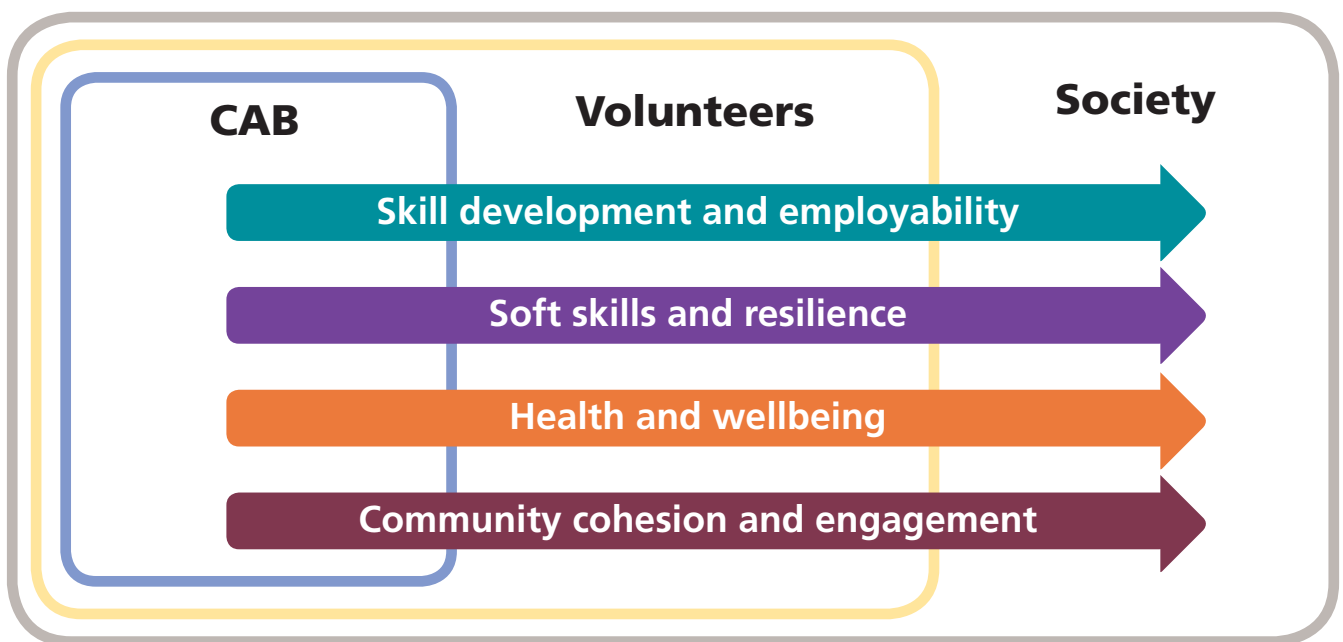 CAB
Volunteers
Society
Skill development and employability
Soft skills and resilience
Health and wellbeing
Community cohesion and engagement